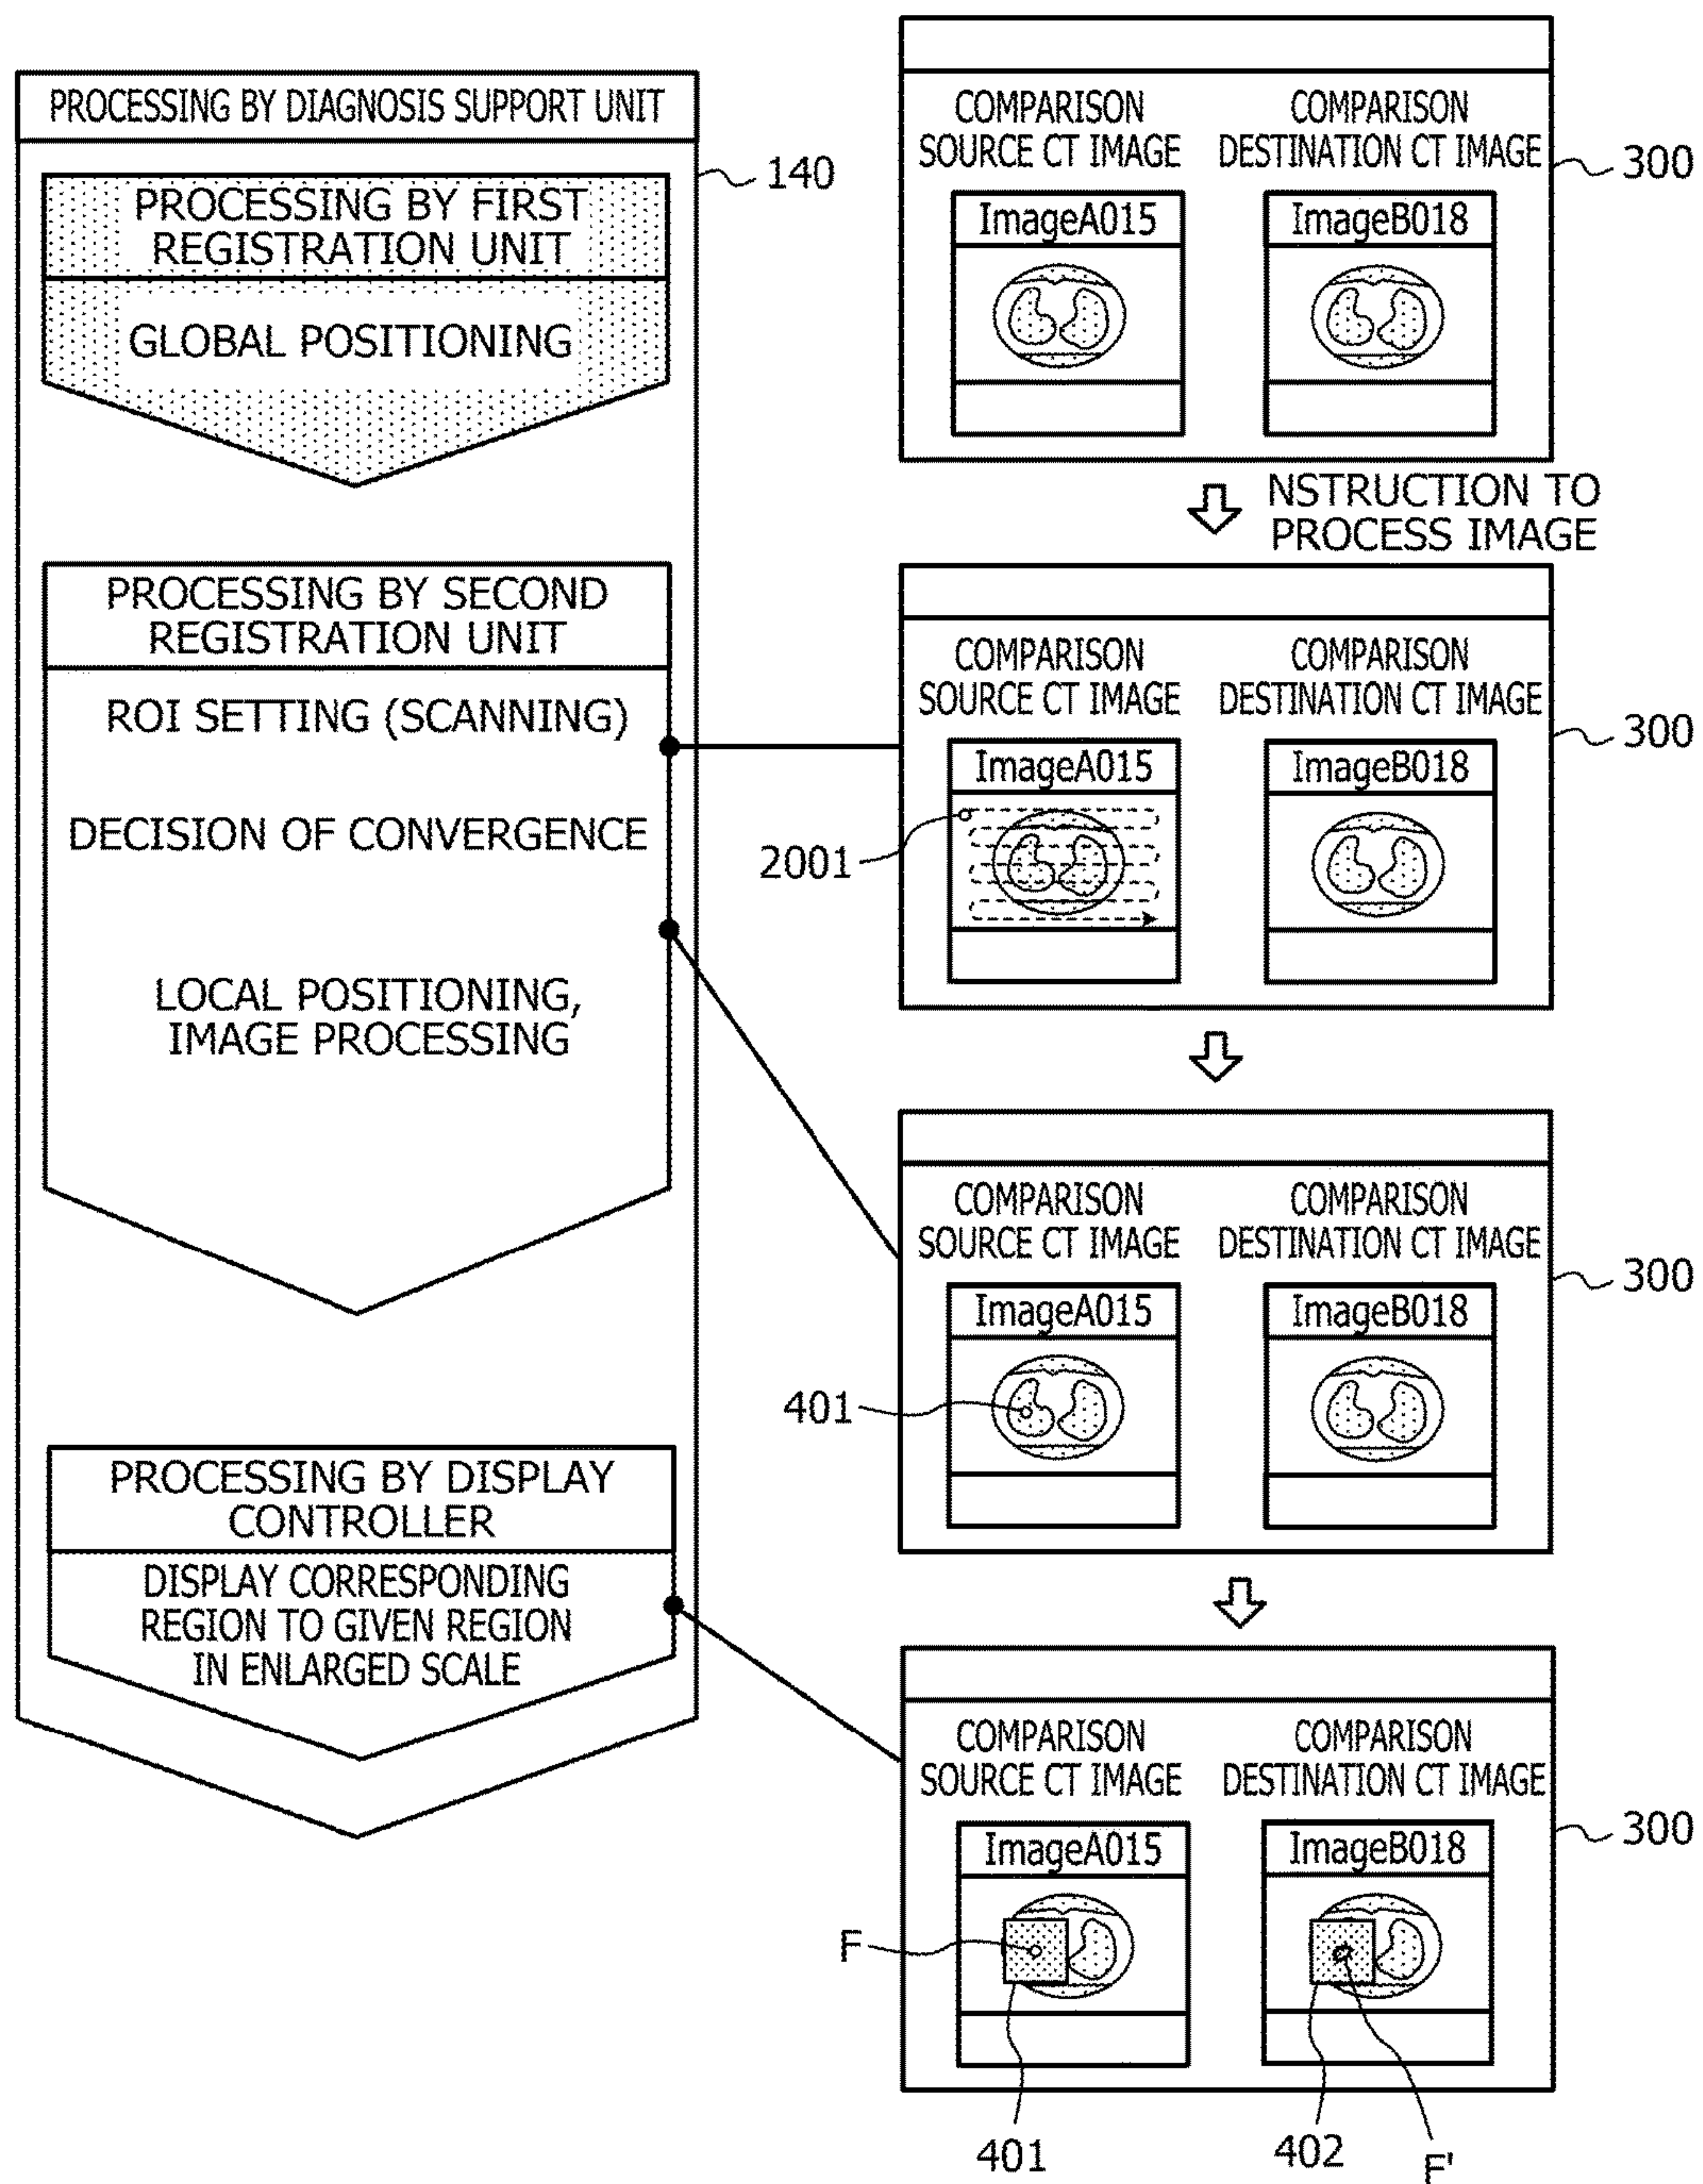 PROCESSING BY DIAGNOSIS SUPPORT UNIT
140
PROCESSING BY FIRST
REGISTRATION UNIT
GLOBAL POSITIONING
PROCESSING BY SECOND
REGISTRATION UNIT
ROI SETTING (SCANNING)
DECISION OF CONVERGENCE
LOCAL POSITIONING,
IMAGE PROCESSING
PROCESSING BY DISPLAY
CONTROLLER
DISPLAY CORRESPONDING
REGION TO GIVEN REGION
IN ENLARGED SCALE
COMPARISON
SOURCE CT IMAGE
COMPARISON
DESTINATION CT IMAGE
300
ImageA015
ImageB018
NSTRUCTION TO
PROCESS IMAGE
COMPARISON
SOURCE CT IMAGE
COMPARISON
DESTINATION CT IMAGE
300
ImageA015
ImageB018
2001
COMPARISON
SOURCE CT IMAGE
COMPARISON
DESTINATION CT IMAGE
300
ImageA015
ImageB018
401
COMPARISON
SOURCE CT IMAGE
COMPARISON
DESTINATION CT IMAGE
300
ImageA015
ImageB018
F
401
402
F'